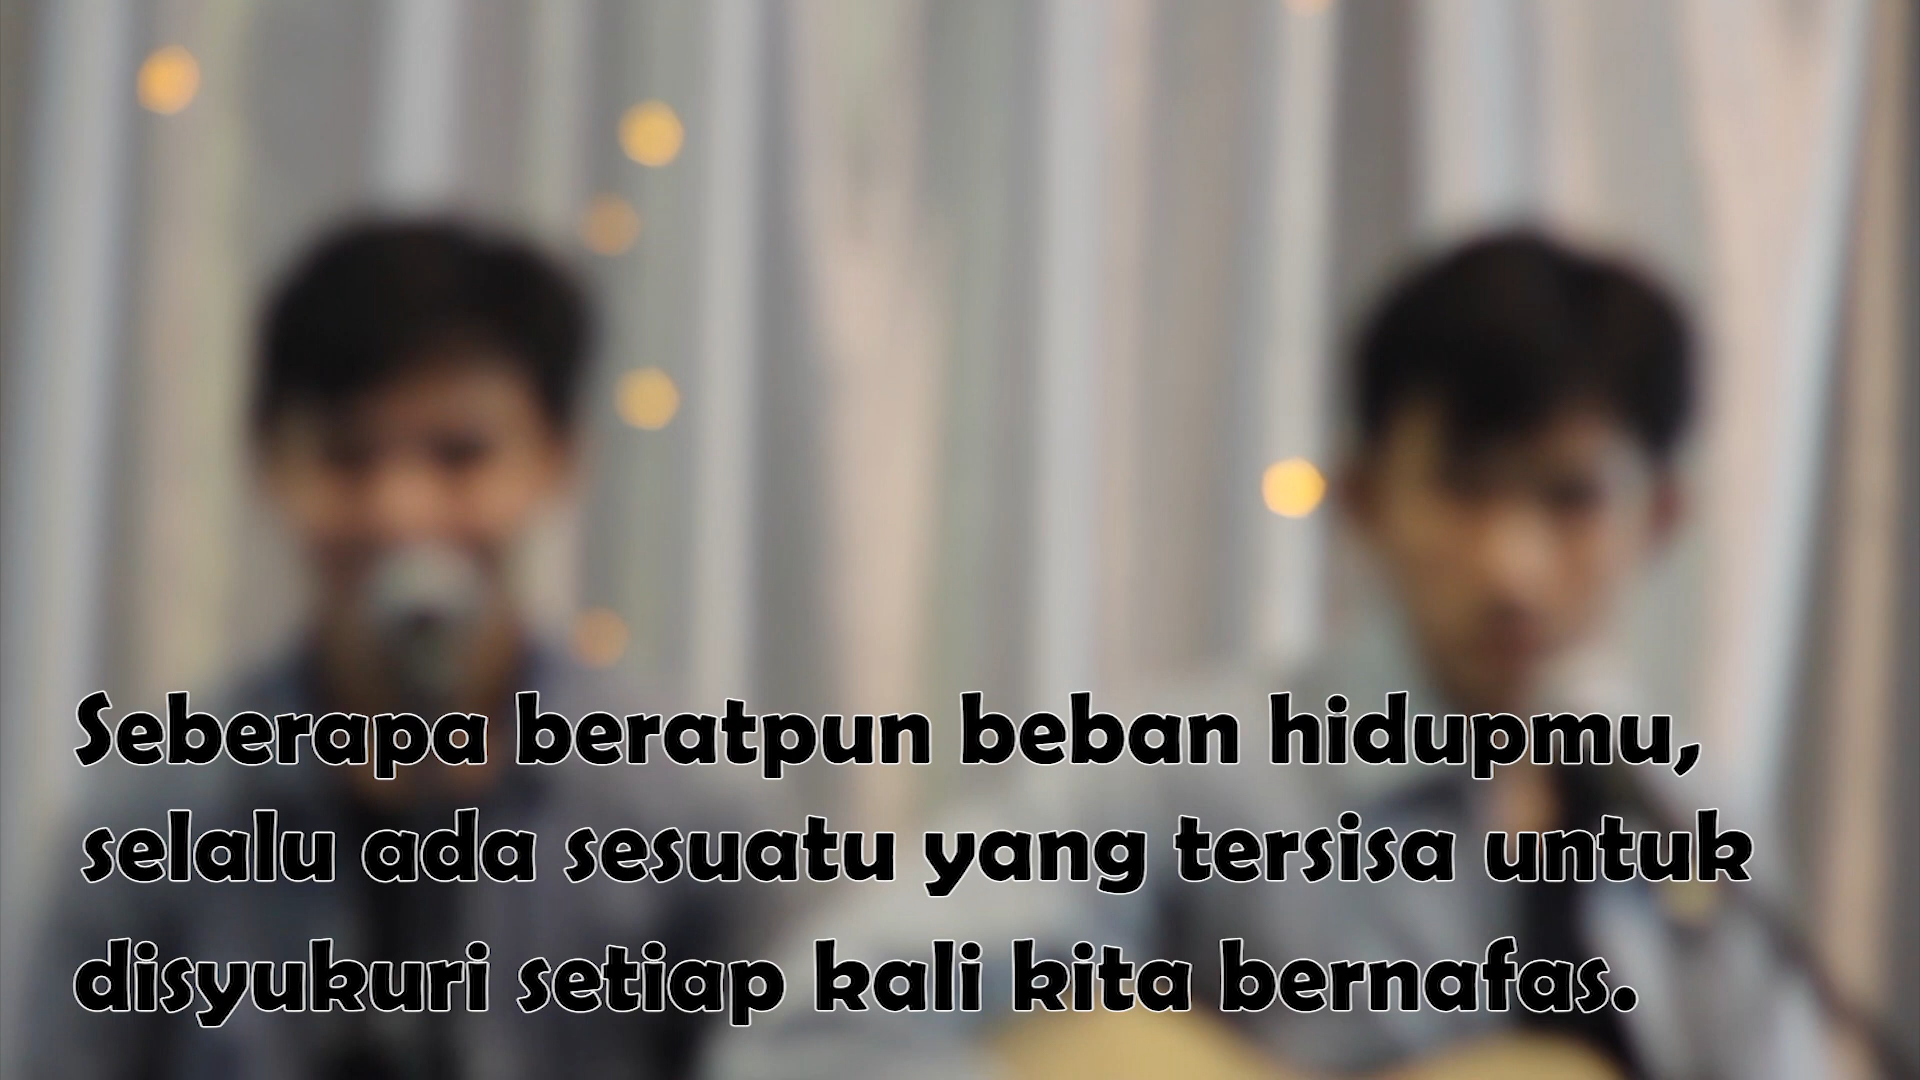 Seberapa beratpun beban hidupmu,
selalu ada sesuatu yang tersisa untuk
disyukuri setiap kali kita bernafas.